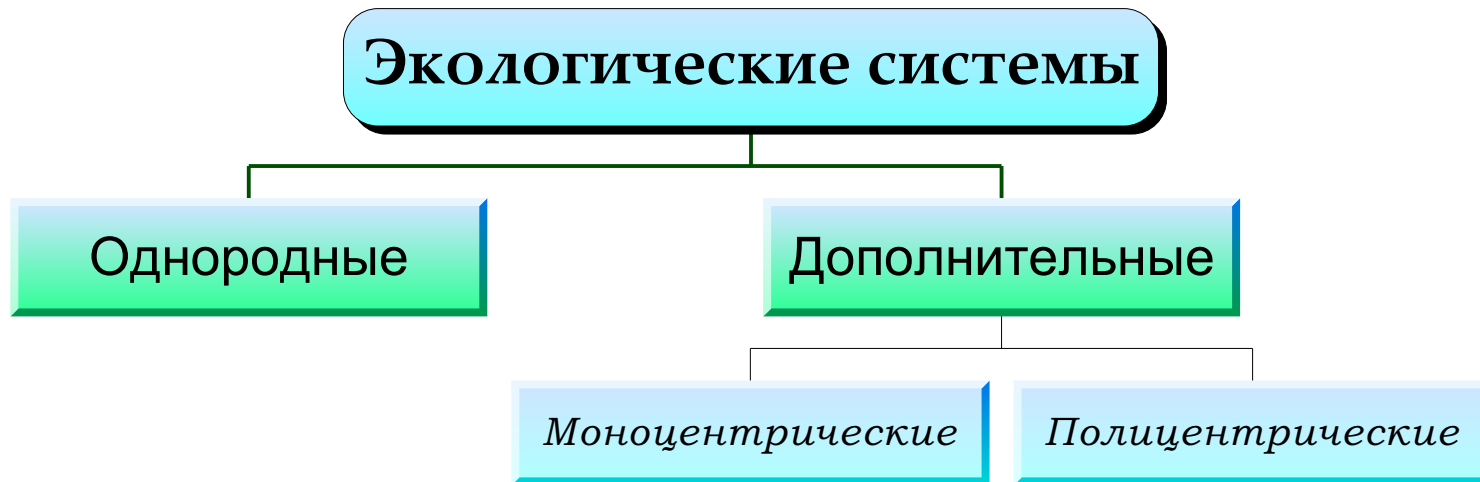 Экологические системы
Однородные
Дополнительные
Моноцентрические
Полицентрические